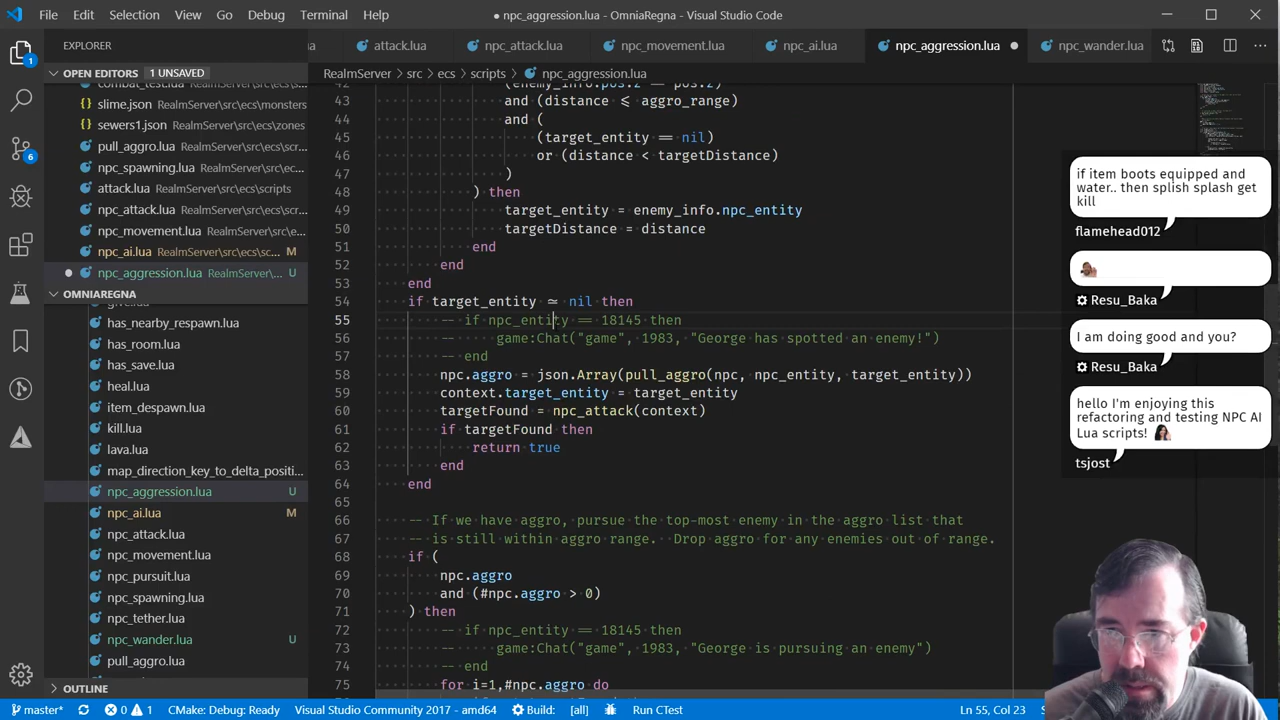 File Edit Selection View Go Debug Terminal Help
● npc_aggression.lua - OmniaRegna - Visual Studio Code
EXPLORER
OPEN EDITORS 1 UNSAVED
combat_test.lua RealmServer\src\ec...
slime.json RealmServer\src\ecs\monsters
sewers1.json RealmServer\src\ecs\zones
pull_aggro.lua RealmServer\src\ecs\scr...
npc_spawning.lua RealmServer\src\ecs...
attack.lua RealmServer\src\ecs\scripts
npc_attack.lua RealmServer\src\ecs\scr...
npc_movement.lua RealmServer\src\ec...
npc_ai.lua RealmServer\src\ecs\sc... M
npc_aggression.lua RealmServer\src\... U
OMNIAREGNA
give.lua
has_nearby_respawn.lua
has_room.lua
has_save.lua
heal.lua
item_despawn.lua
kill.lua
lava.lua
map_direction_key_to_delta_positi...
npc_aggression.lua U
npc_ai.lua M
npc_attack.lua
npc_movement.lua
npc_pursuit.lua
npc_spawning.lua
npc_tether.lua
npc_wander.lua U
pull_aggro.lua
OUTLINE
attack.lua npc_attack.lua npc_movement.lua npc_ai.lua npc_aggression.lua ● npc_wander.lua
RealmServer > src > ecs > scripts > npc_aggression.lua
42 (enemy_info.pos.z == pos.z)
43 and (distance <= aggro_range)
44 and (
45 (target_entity == nil)
46 or (distance < targetDistance)
47 )
48 ) then
49 target_entity = enemy_info.npc_entity
50 targetDistance = distance
51 end
52 end
53 end
54 if target_entity ~= nil then
55 -- if npc_entity == 18145 then
56 -- game:Chat("game", 1983, "George has spotted an enemy!")
57 -- end
58 npc.aggro = json.Array(pull_aggro(npc, npc_entity, target_entity))
59 context.target_entity = target_entity
60 targetFound = npc_attack(context)
61 if targetFound then
62 return true
63 end
64 end
65
66 -- If we have aggro, pursue the top-most enemy in the aggro list that
67 -- is still within aggro range. Drop aggro for any enemies out of range.
68 if (
69 npc.aggro
70 and (#npc.aggro > 0)
71 ) then
72 -- if npc_entity == 18145 then
73 -- game:Chat("game", 1983, "George is pursuing an enemy")
74 -- end
75 for i=1,#npc.aggro do
if item boots equipped and
water.. then splish splash get
kill
flamehead012
Resu_Baka
I am doing good and you?
Resu_Baka
hello I'm enjoying this
refactoring and testing NPC AI
Lua scripts!
tsjost
1
6
master* 0 1 CMake: Debug: Ready Visual Studio Community 2017 - amd64 Build: [all] Run CTest Ln 55, Col 23